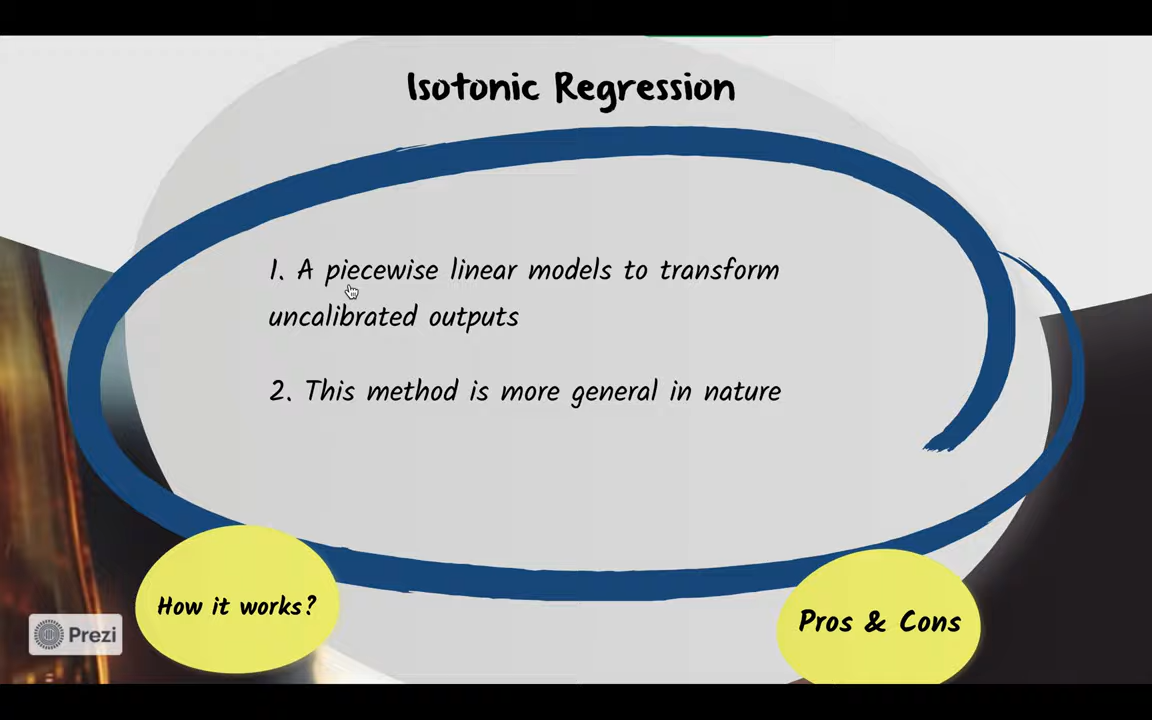 Isotonic Regression
1. A piecewise linear models to transform
uncalibrated outputs
2. This method is more general in nature
How it works?
Pros & Cons
Prezi